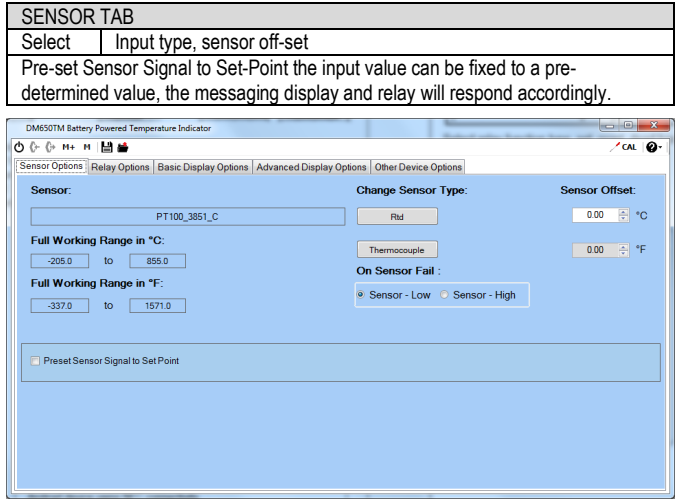 SENSOR TAB
Select Input type, sensor off-set
Pre-set Sensor Signal to Set-Point the input value can be fixed to a pre-
determined value, the messaging display and relay will respond accordingly.
DM650TM Battery Powered Temperature Indicator
M+ M CAL
Sensor Options Relay Options Basic Display Options Advanced Display Options Other Device Options
Sensor: Change Sensor Type: Sensor Offset:
PT100_3851_C Rtd 0.00 °C
Full Working Range in °C: Thermocouple 0.00 °F
-205.0 to 855.0
On Sensor Fail :
Full Working Range in °F:
Sensor - Low Sensor - High
-337.0 to 1571.0
Preset Sensor Signal to Set Point